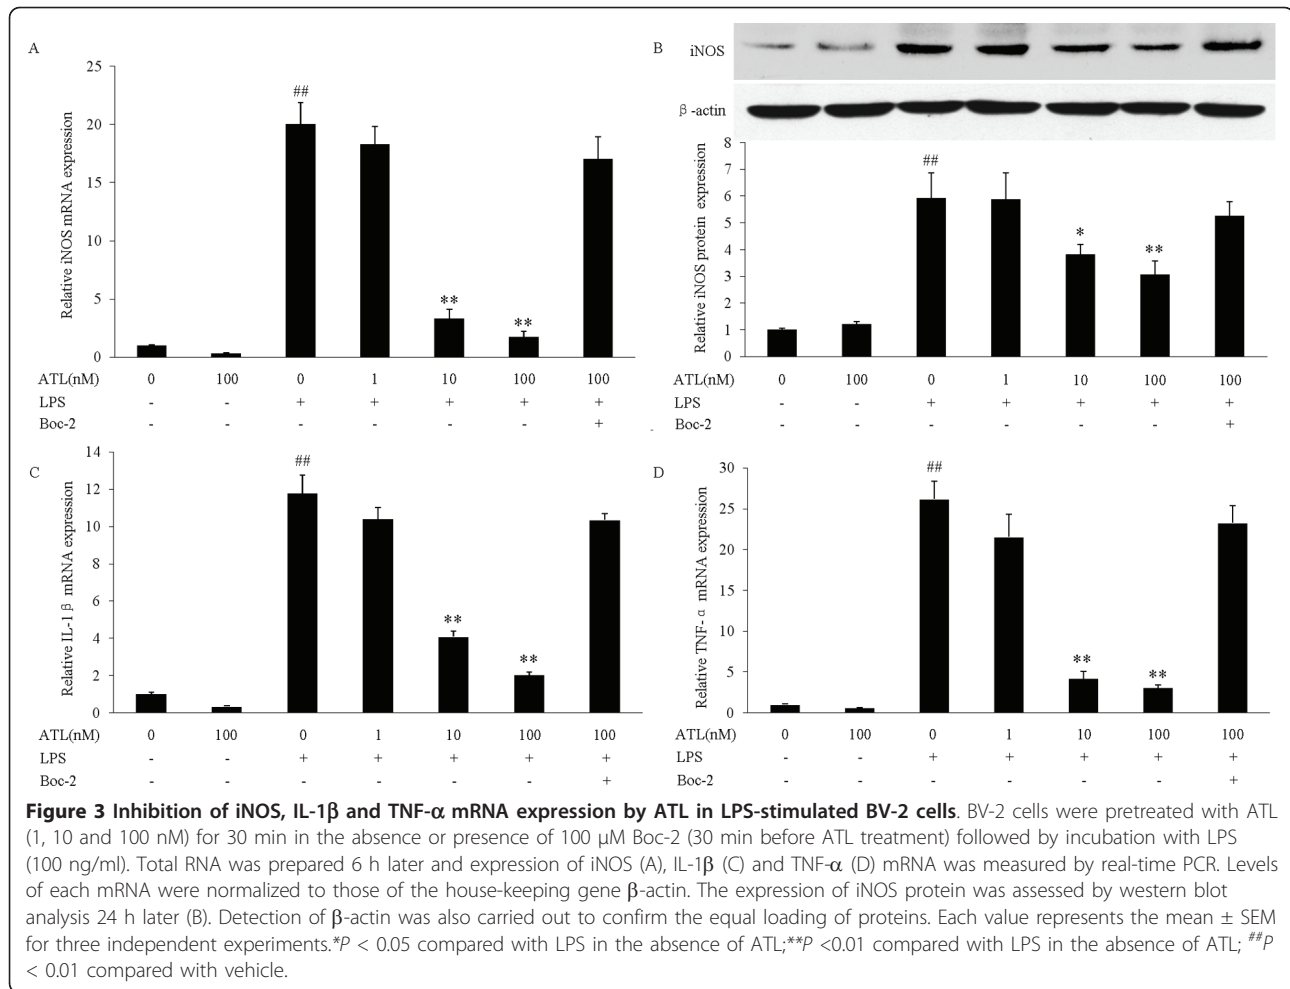 A
25
20
15
10
5
0
Relative iNOS mRNA expression
##
**
**
ATL(nM) 0 100 0 1 10 100 100
LPS - - + + + + +
Boc-2 - - - - - - +
B
iNOS
β-actin
8
7
6
5
4
3
2
1
0
Relative iNOS protein expression
##
*
**
ATL(nM) 0 100 0 1 10 100 100
LPS - - + + + + +
Boc-2 - - - - - - +
C
14
12
10
8
6
4
2
0
Relative IL-1β mRNA expression
##
**
**
ATL(nM) 0 100 0 1 10 100 100
LPS - - + + + + +
Boc-2 - - - - - - +
D
30
25
20
15
10
5
0
Relative TNF-α mRNA expression
##
**
**
ATL(nM) 0 100 0 1 10 100 100
LPS - - + + + + +
Boc-2 - - - - - - +
Figure 3 Inhibition of iNOS, IL-1β and TNF-α mRNA expression by ATL in LPS-stimulated BV-2 cells. BV-2 cells were pretreated with ATL
(1, 10 and 100 nM) for 30 min in the absence or presence of 100 μM Boc-2 (30 min before ATL treatment) followed by incubation with LPS
(100 ng/ml). Total RNA was prepared 6 h later and expression of iNOS (A), IL-1β (C) and TNF-α (D) mRNA was measured by real-time PCR. Levels
of each mRNA were normalized to those of the house-keeping gene β-actin. The expression of iNOS protein was assessed by western blot
analysis 24 h later (B). Detection of β-actin was also carried out to confirm the equal loading of proteins. Each value represents the mean ± SEM
for three independent experiments.*P < 0.05 compared with LPS in the absence of ATL;**P <0.01 compared with LPS in the absence of ATL; ##P
< 0.01 compared with vehicle.